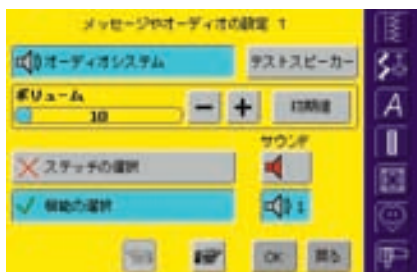 メッセージやオーディオの設定 1
オーディオシステム テストスピーカー
ボリューム
10 − + 初期値
サウンド
ステッチの選択
機能の選択 1
OK 戻る
A